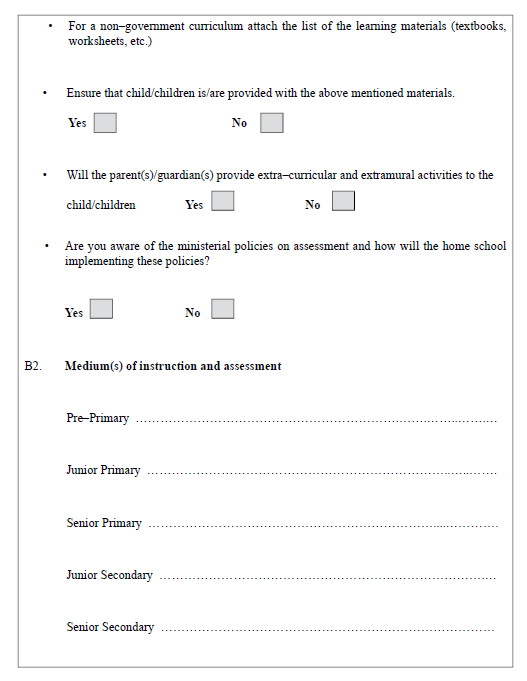 • For a non–government curriculum attach the list of the learning materials (textbooks,
worksheets, etc.)
• Ensure that child/children is/are provided with the above mentioned materials.
Yes No
• Will the parent(s)/guardian(s) provide extra–curricular and extramural activities to the
child/children Yes No
• Are you aware of the ministerial policies on assessment and how will the home school
implementing these policies?
Yes No
B2. Medium(s) of instruction and assessment
Pre–Primary ……………………………………………………………………………
Junior Primary …………………………………………………………………………
Senior Primary …………………………………………………………………………
Junior Secondary ………………………………………………………………………
Senior Secondary ………………………………………………………………………